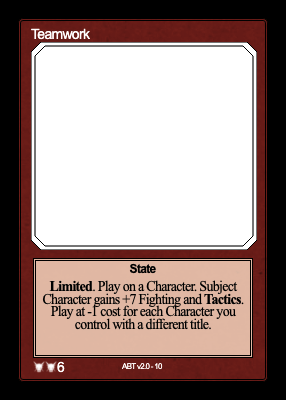 Teamwork
State
Limited. Play on a Character. Subject
Character gains +7 Fighting and Tactics.
Play at -1 cost for each Character you
control with a different title.
6
ABT v2.0 - 10